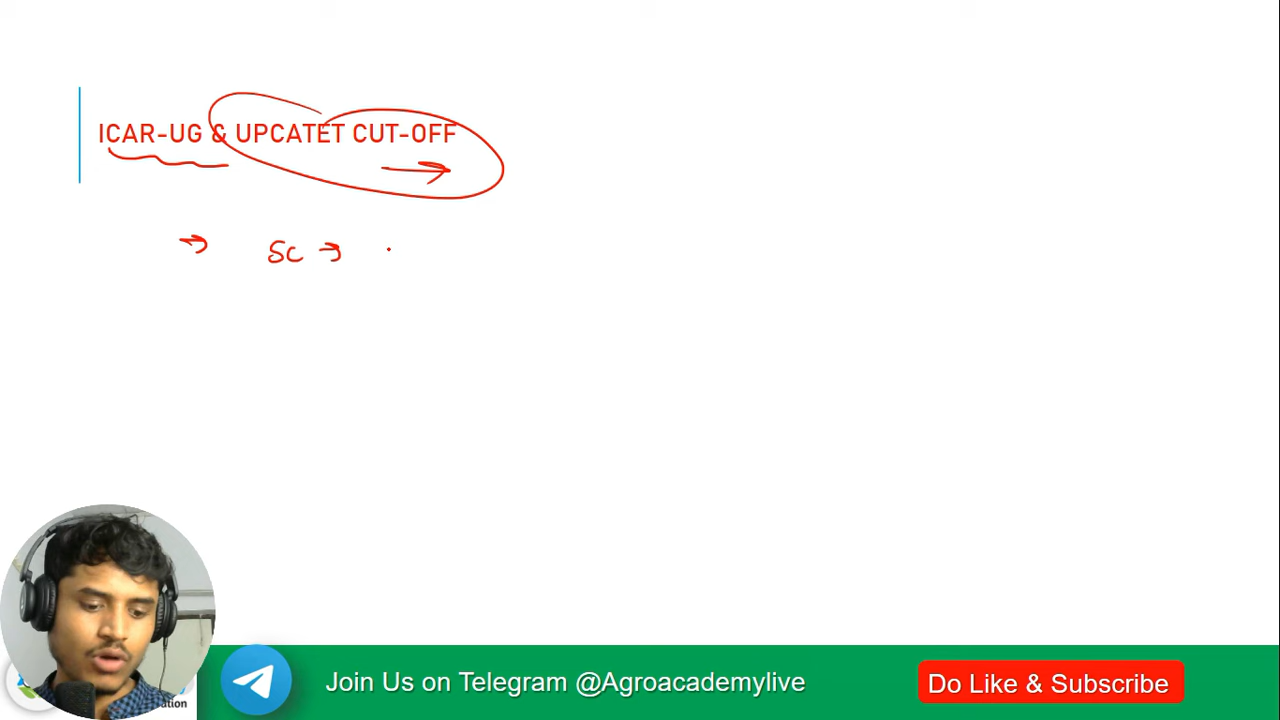 ICAR-UG & UPCATET CUT-OFF
→
→ SC →
Join Us on Telegram @Agroacademylive
Do Like & Subscribe